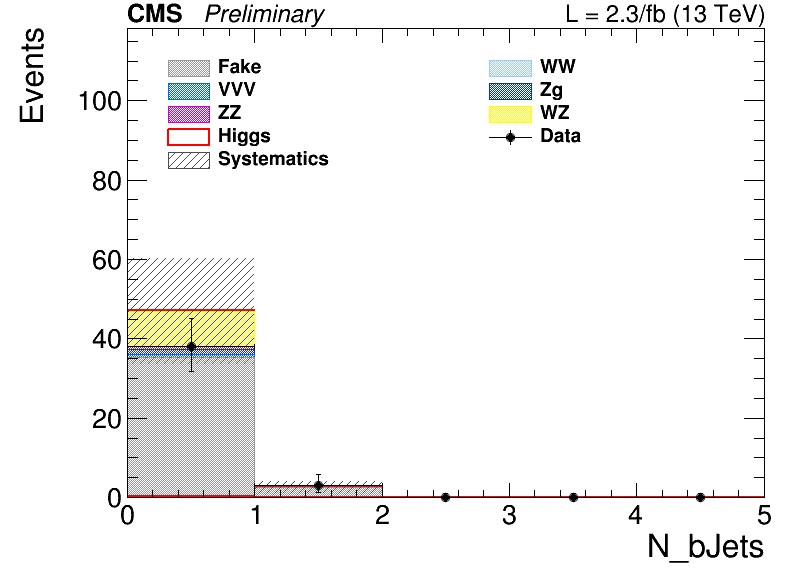 CMS Preliminary L = 2.3/fb (13 TeV)
Events
Fake WW
VVV Zg
ZZ WZ
Higgs Data
Systematics
100
80
60
40
20
0
0 1 2 3 4 5
N_bJets